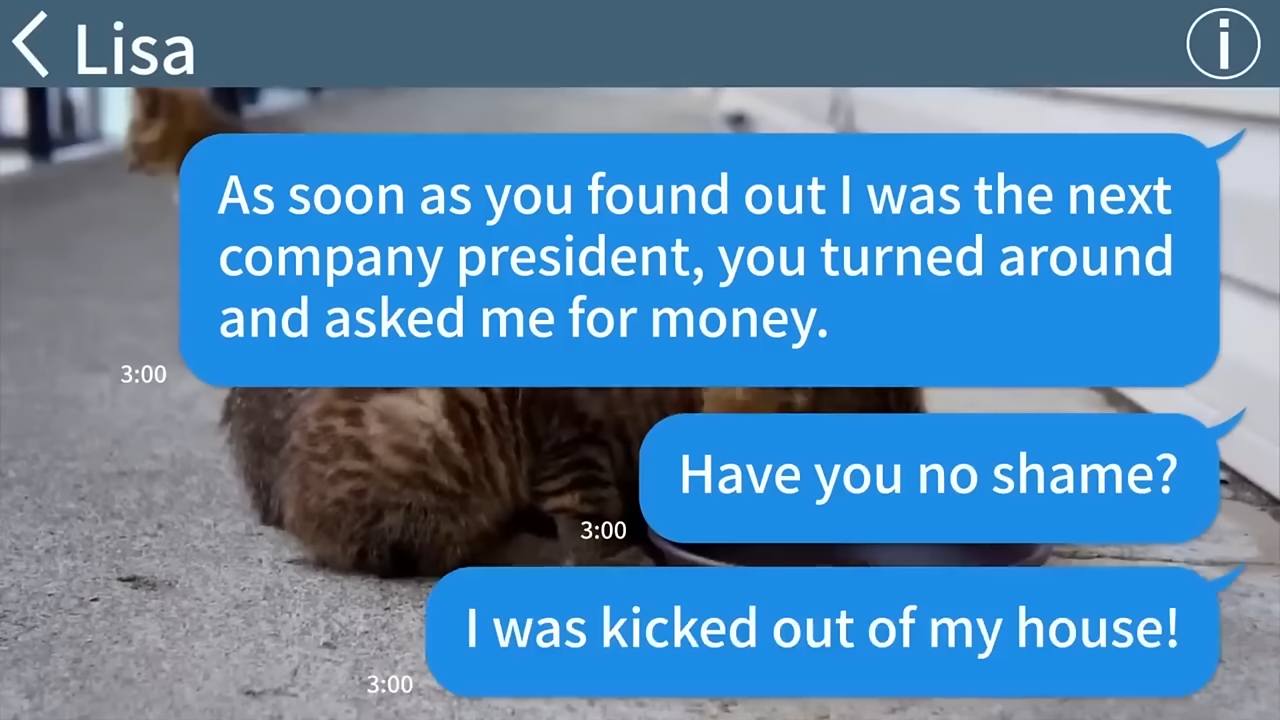 Lisa
As soon as you found out I was the next
company president, you turned around
and asked me for money.
3:00
Have you no shame?
3:00
I was kicked out of my house!
3:00